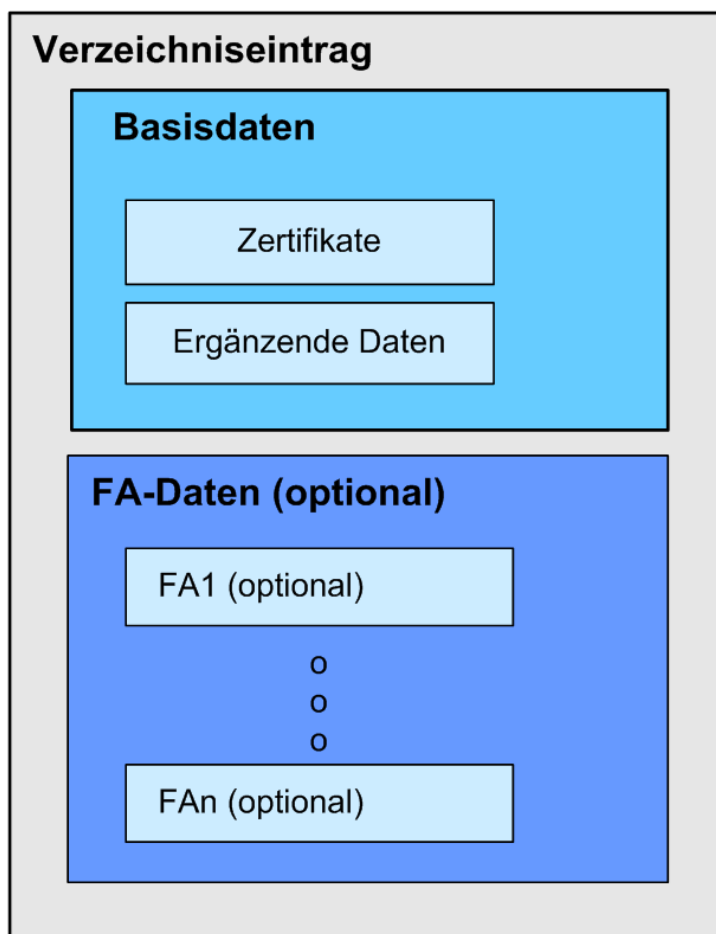 Verzeichniseintrag
Basisdaten
Zertifikate
Ergänzende Daten
FA-Daten (optional)
FA1 (optional)
o
o
o
FAn (optional)